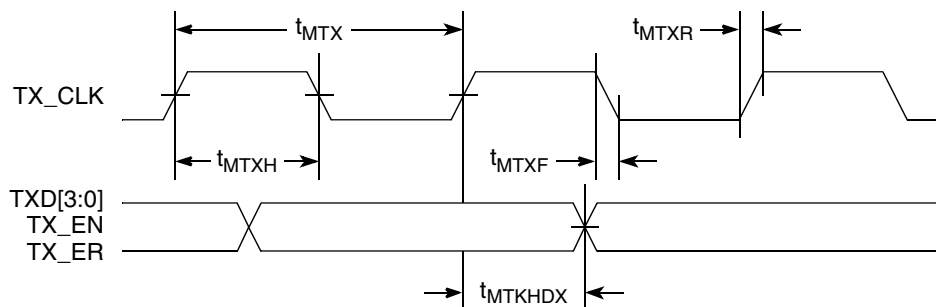 tMTX
tMTXR
TX_CLK
tMTXH
tMTXF
TXD[3:0]
TX_EN
TX_ER
tMTKHDX